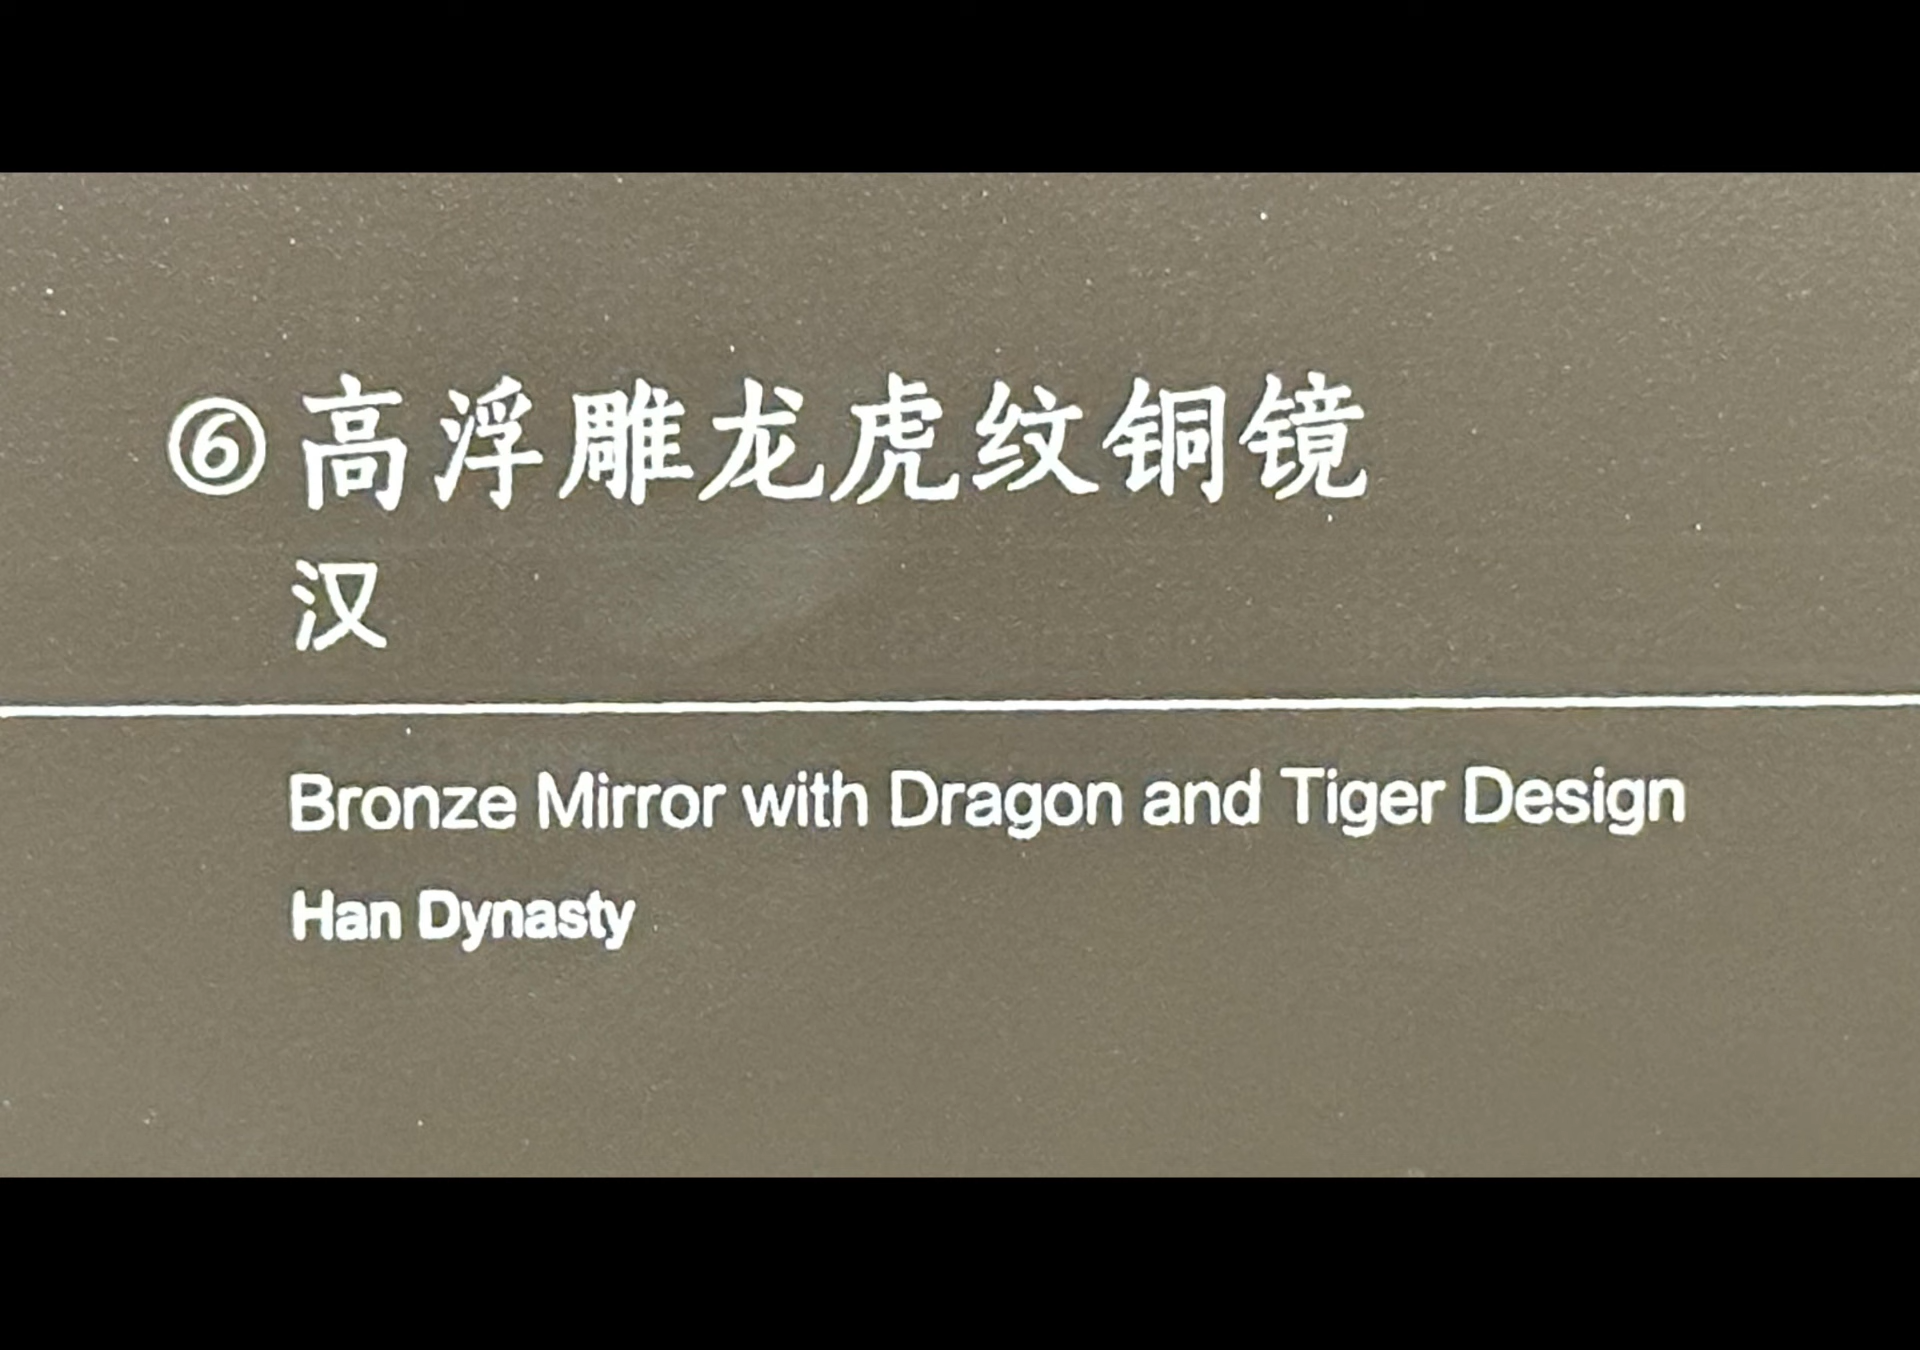 ⑥高浮雕龙虎纹铜镜
汉
Bronze Mirror with Dragon and Tiger Design
Han Dynasty